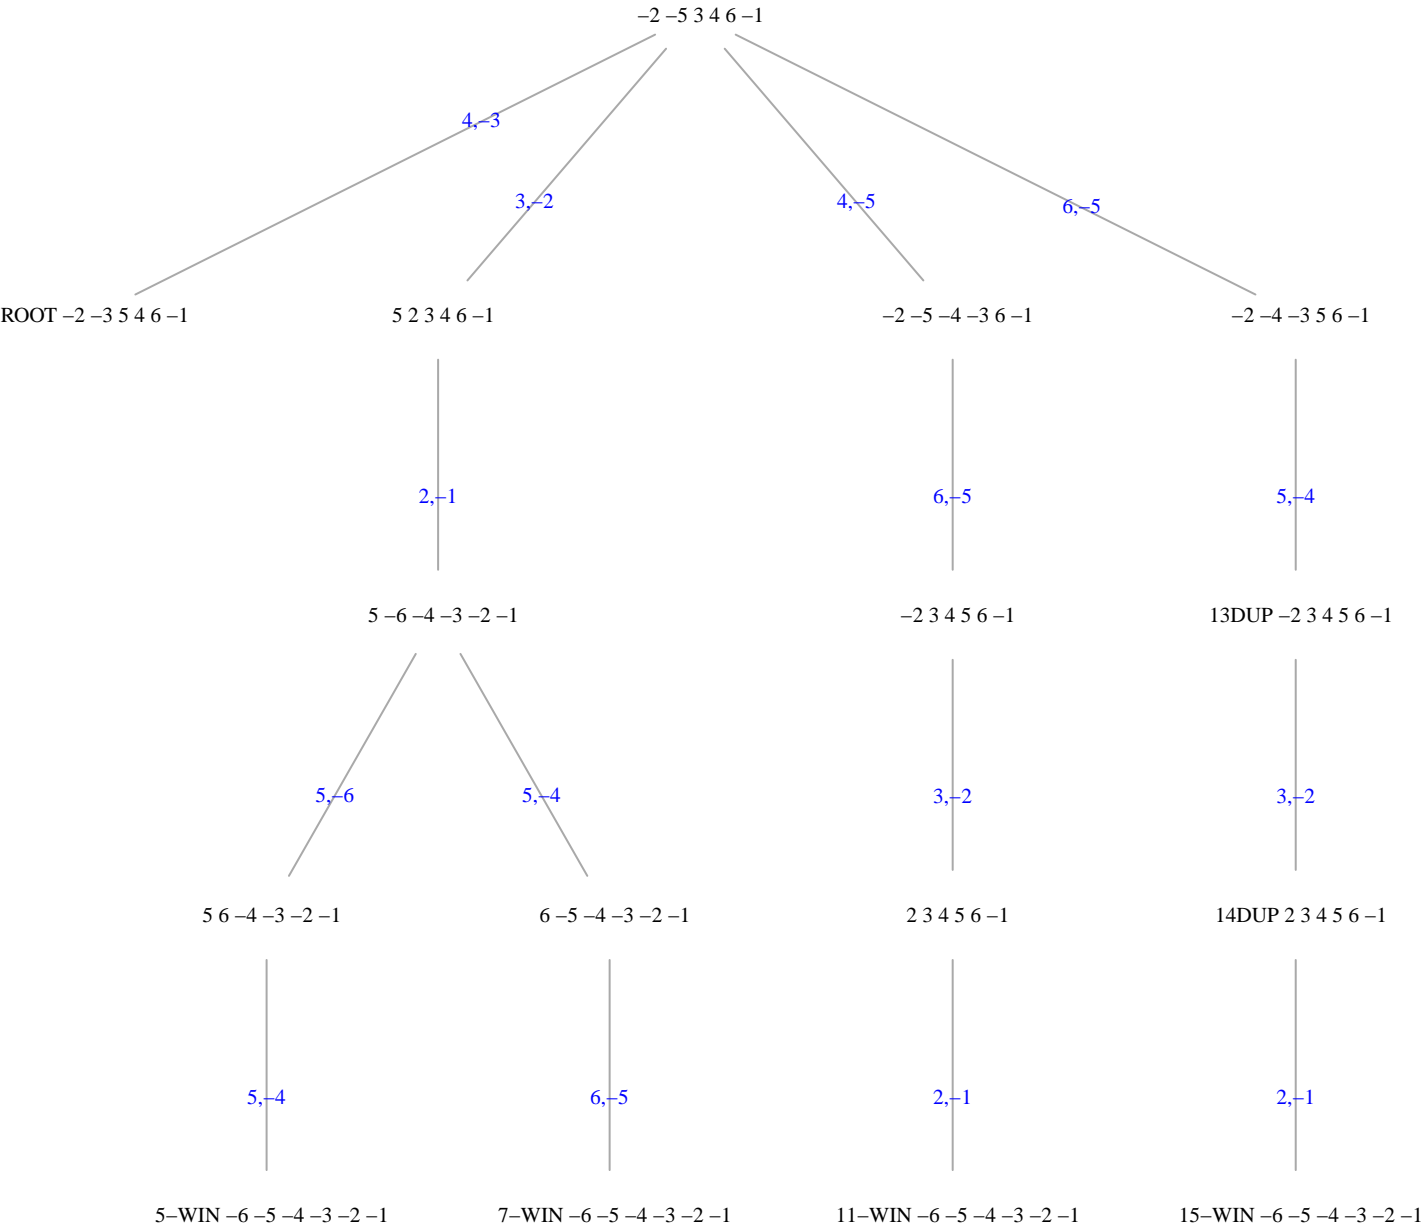 –2 –5 3 4 6 –1
4,–3
3,–2
4,–5
6,–5
ROOT –2 –3 5 4 6 –1
5 2 3 4 6 –1
–2 –5 –4 –3 6 –1
–2 –4 –3 5 6 –1
2,–1
6,–5
5,–4
5 –6 –4 –3 –2 –1
–2 3 4 5 6 –1
13DUP –2 3 4 5 6 –1
5,–6
5,–4
3,–2
3,–2
5 6 –4 –3 –2 –1
6 –5 –4 –3 –2 –1
2 3 4 5 6 –1
14DUP 2 3 4 5 6 –1
5,–4
6,–5
2,–1
2,–1
5–WIN –6 –5 –4 –3 –2 –1
7–WIN –6 –5 –4 –3 –2 –1
11–WIN –6 –5 –4 –3 –2 –1
15–WIN –6 –5 –4 –3 –2 –1